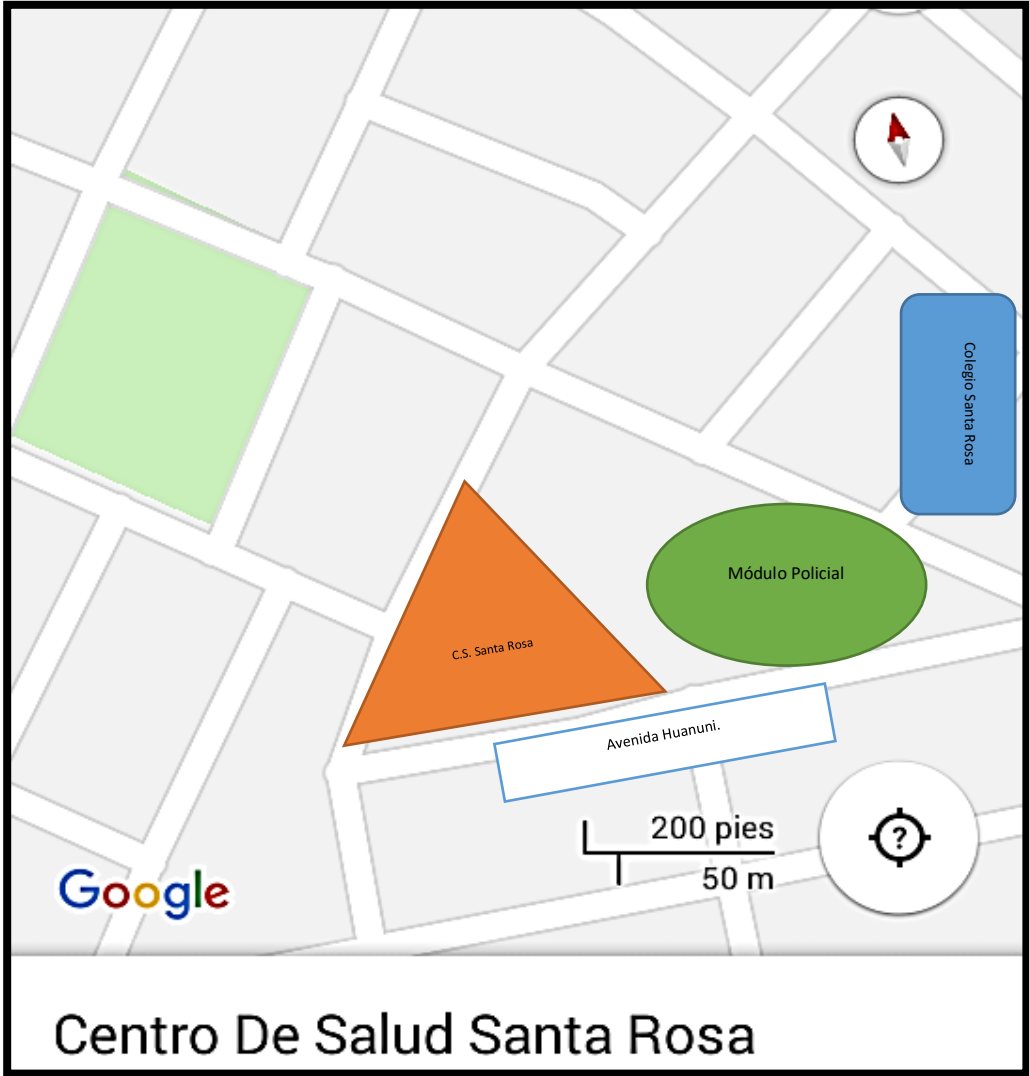 Colegio Santa Rosa
Módulo Policial
C.S. Santa Rosa
Avenida Huanuni.
200 pies
50 m
?
Google
Centro De Salud Santa Rosa